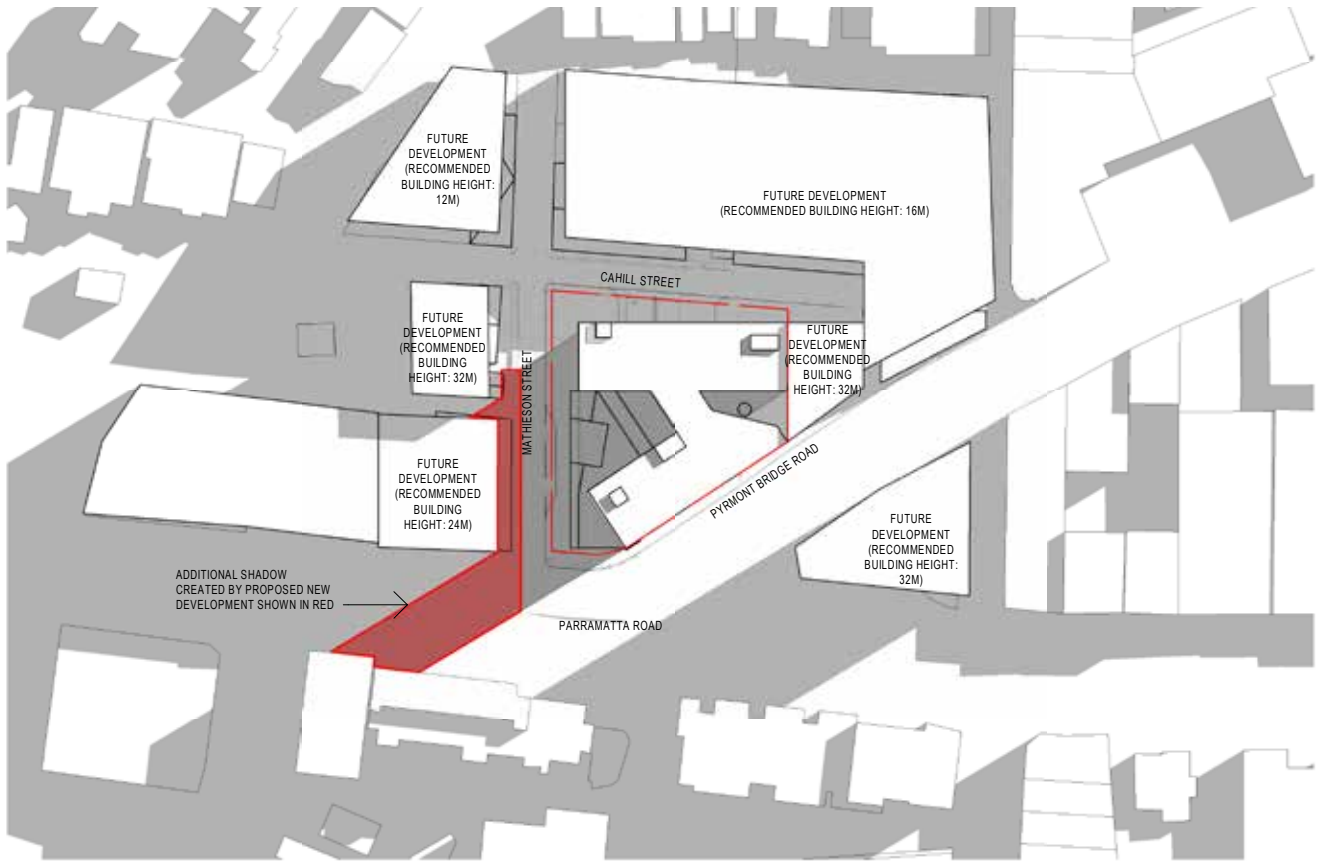 FUTURE
DEVELOPMENT
(RECOMMENDED
BUILDING HEIGHT:
12M)
FUTURE DEVELOPMENT
(RECOMMENDED BUILDING HEIGHT: 16M)
CAHILL STREET
FUTURE
DEVELOPMENT
(RECOMMENDED
BUILDING
HEIGHT: 32M)
MATHIESON STREET
FUTURE
DEVELOPMENT
(RECOMMENDED
BUILDING
HEIGHT: 32M)
FUTURE
DEVELOPMENT
(RECOMMENDED
BUILDING
HEIGHT: 24M)
PYRMONT BRIDGE ROAD
FUTURE
DEVELOPMENT
(RECOMMENDED
BUILDING HEIGHT:
32M)
ADDITIONAL SHADOW
CREATED BY PROPOSED NEW
DEVELOPMENT SHOWN IN RED
PARRAMATTA ROAD